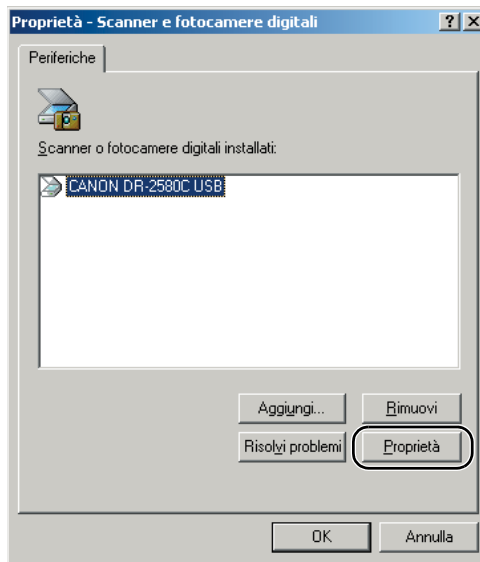 Proprietà - Scanner e fotocamere digitali
Periferiche
Scanner o fotocamere digitali installati:
CANON DR-2580C USB
Aggiungi... Rimuovi
Risolvi problemi Proprietà
OK Annulla